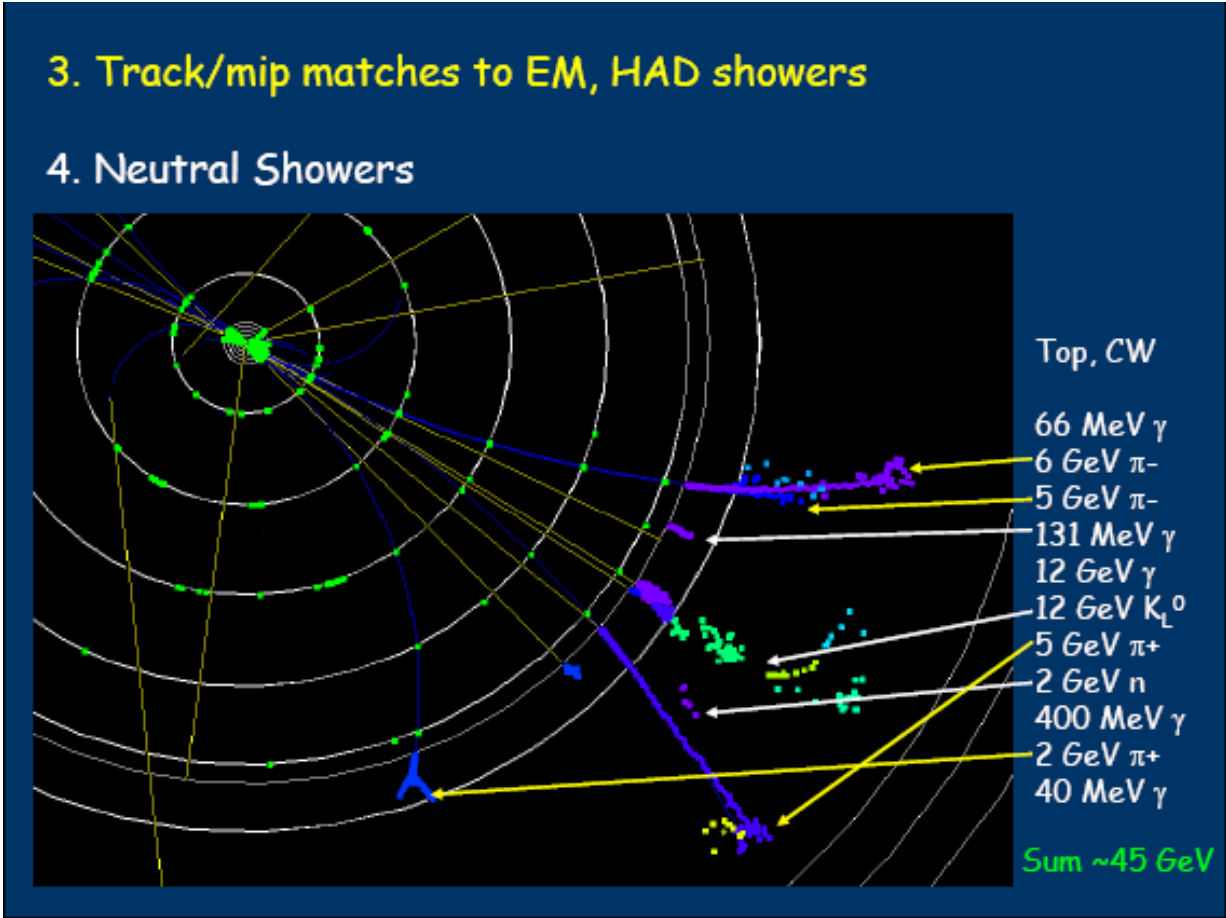 3. Track/mip matches to EM, HAD showers
4. Neutral Showers
Top, CW
66 MeV γ
6 GeV π-
5 GeV π-
131 MeV γ
12 GeV γ
12 GeV K_L^0
5 GeV π+
2 GeV n
400 MeV γ
2 GeV π+
40 MeV γ
Sum ~45 GeV